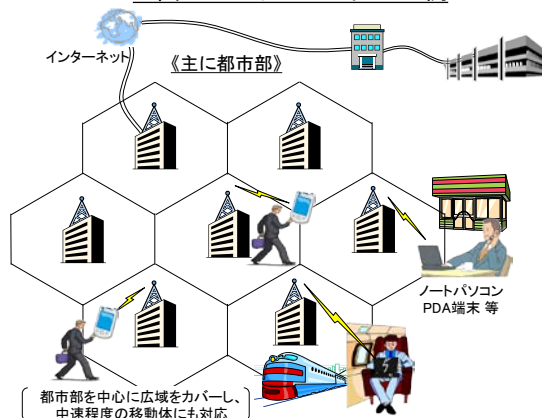 インターネット
《主に都市部》
ノートパソコン
PDA端末 等
都市部を中心に広域をカバーし、
中速程度の移動体にも対応